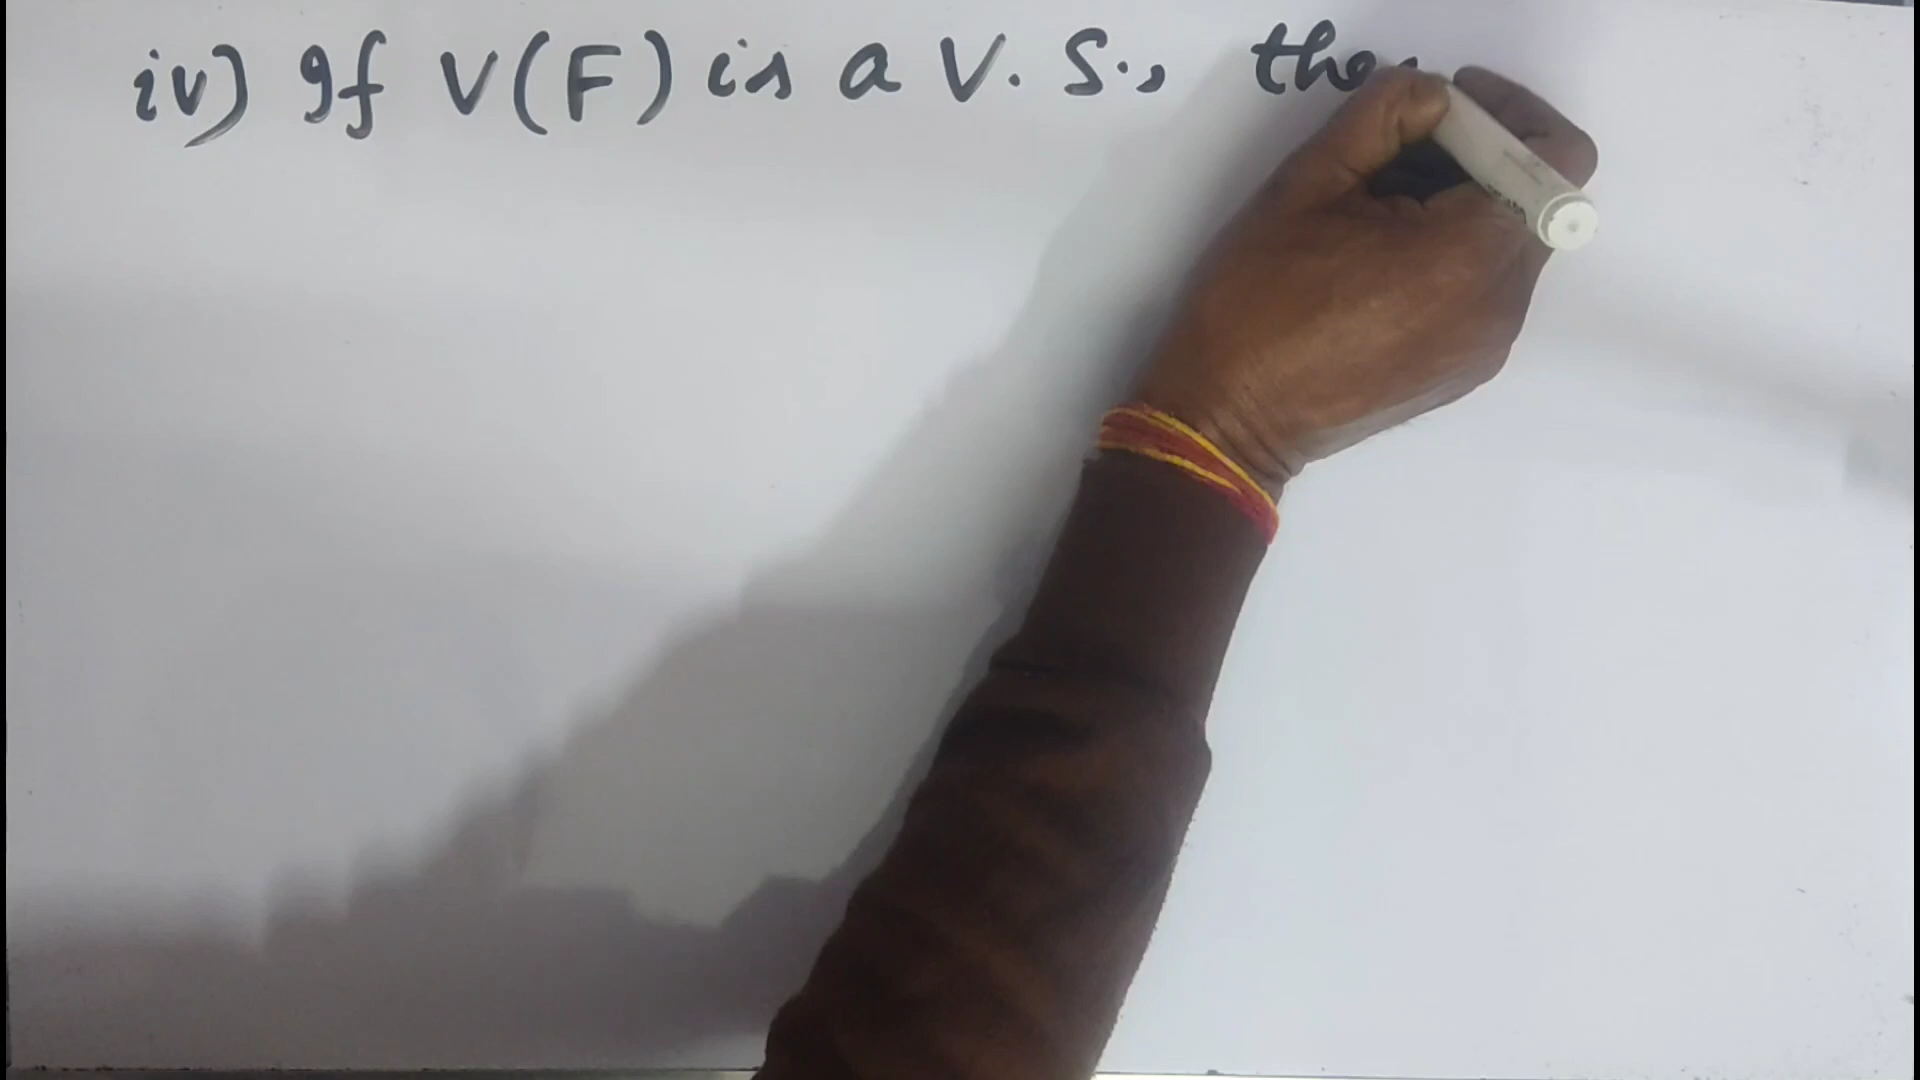 iv) If V(F) is a V.S., the